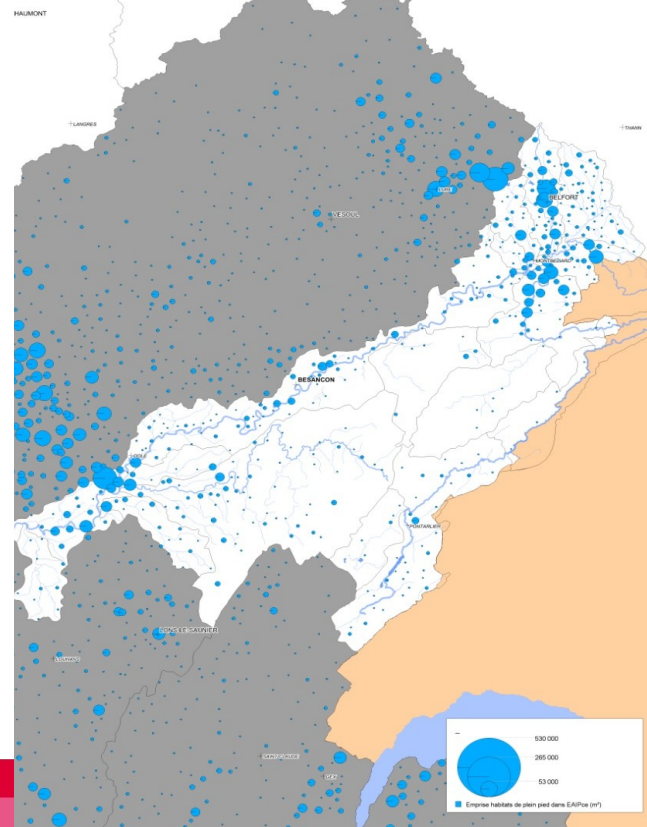 HAUMONT
LANGRES
THANN
LURE
BELFORT
VESOUL
MONTBELIARD
BESANCON
DOLE
PONTARLIER
LONS-LE-SAUNIER
LOUHANS
SAINT-CLAUDE
GEX
530 000
265 000
53 000
Emprise habitats de plein pied dans EAIPce (m²)